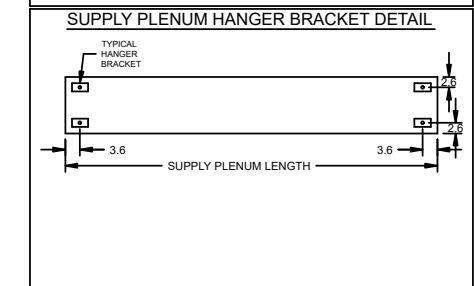 SUPPLY PLENUM HANGER BRACKET DETAIL
TYPICAL
HANGER
BRACKET
2.6
2.6
3.6
3.6
SUPPLY PLENUM LENGTH